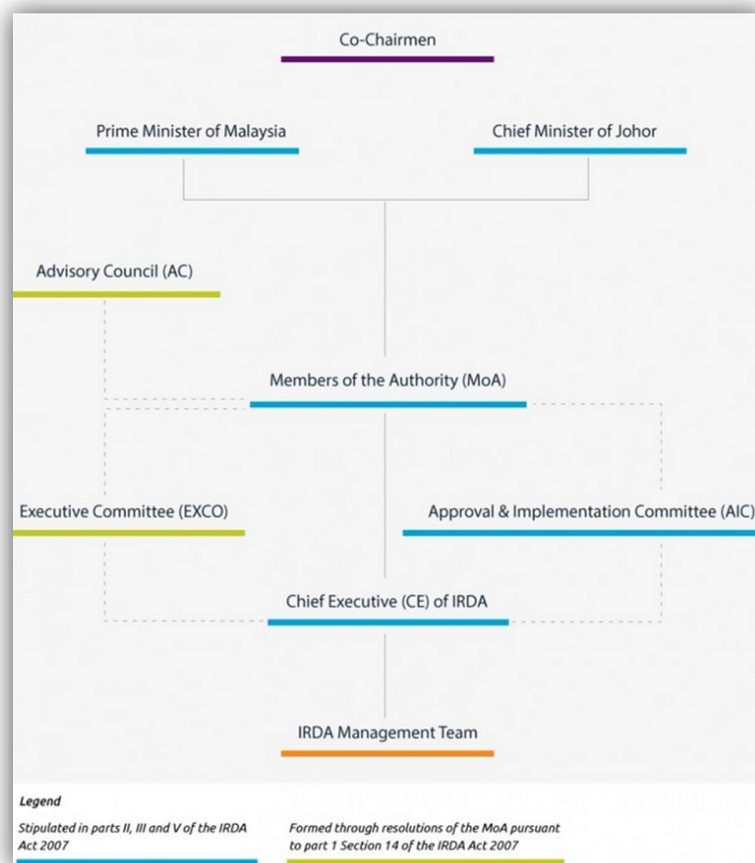 Co-Chairmen
Prime Minister of Malaysia
Chief Minister of Johor
Advisory Council (AC)
Members of the Authority (MoA)
Executive Committee (EXCO)
Approval & Implementation Committee (AIC)
Chief Executive (CE) of IRDA
IRDA Management Team
Legend
Stipulated in parts II, III and V of the IRDA
Act 2007
Formed through resolutions of the MoA pursuant
to part 1 Section 14 of the IRDA Act 2007